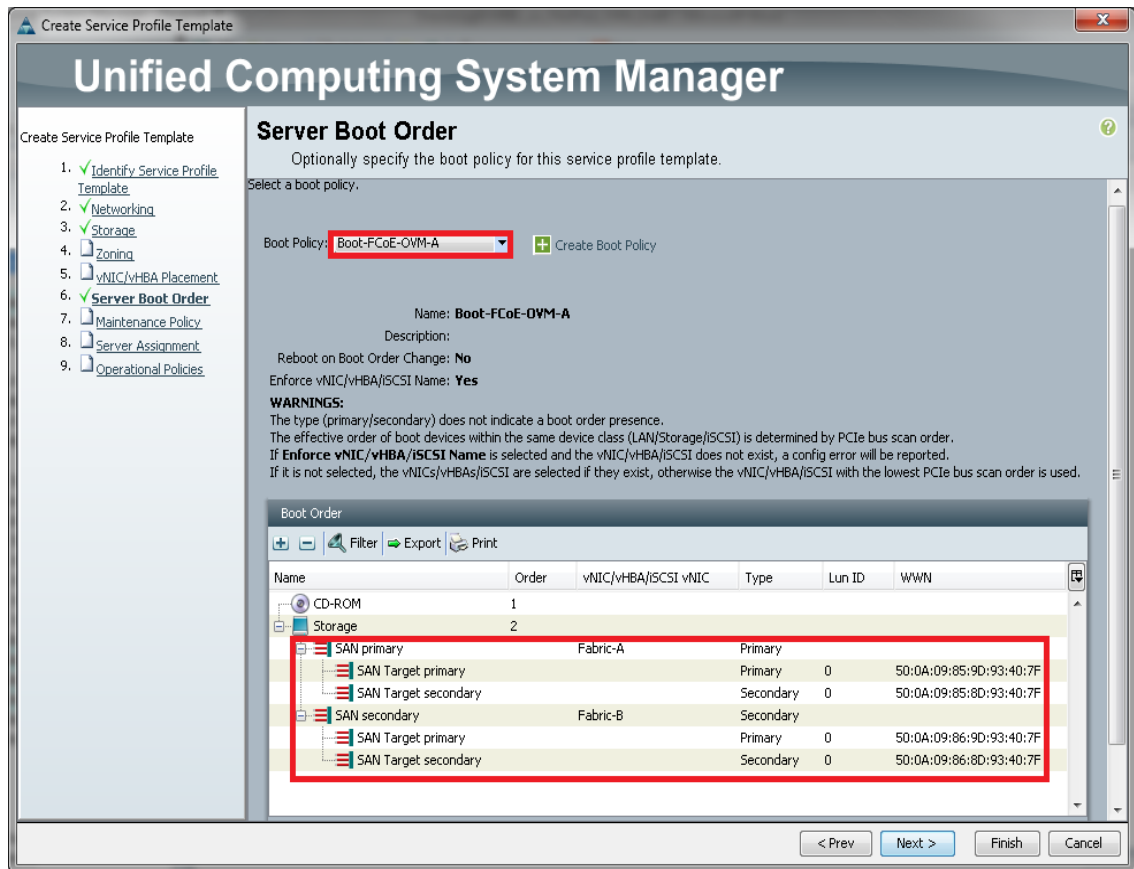 Create Service Profile Template
Unified Computing System Manager
Create Service Profile Template
1. Identify Service Profile
Template
2. Networking
3. Storage
4. Zoning
5. vNIC/vHBA Placement
6. Server Boot Order
7. Maintenance Policy
8. Server Assignment
9. Operational Policies
Server Boot Order
Optionally specify the boot policy for this service profile template.
Select a boot policy.
Boot Policy: Boot-FCoE-OVM-A Create Boot Policy
Name: Boot-FCoE-OVM-A
Description:
Reboot on Boot Order Change: No
Enforce vNIC/vHBA/iSCSI Name: Yes
WARNINGS:
The type (primary/secondary) does not indicate a boot order presence.
The effective order of boot devices within the same device class (LAN/Storage/iSCSI) is determined by PCIe bus scan order.
If Enforce vNIC/vHBA/iSCSI Name is selected and the vNIC/vHBA/iSCSI does not exist, a config error will be reported.
If it is not selected, the vNICs/vHBAs/iSCSI are selected if they exist, otherwise the vNIC/vHBA/iSCSI with the lowest PCIe bus scan order is used.
Boot Order
Filter Export Print
Name Order vNIC/vHBA/iSCSI vNIC Type Lun ID WWN
CD-ROM 1
Storage 2
SAN primary Fabric-A Primary
SAN Target primary Primary 0 50:0A:09:85:9D:93:40:7F
SAN Target secondary Secondary 0 50:0A:09:85:8D:93:40:7F
SAN secondary Fabric-B Secondary
SAN Target primary Primary 0 50:0A:09:86:9D:93:40:7F
SAN Target secondary Secondary 0 50:0A:09:86:8D:93:40:7F
< Prev Next > Finish Cancel